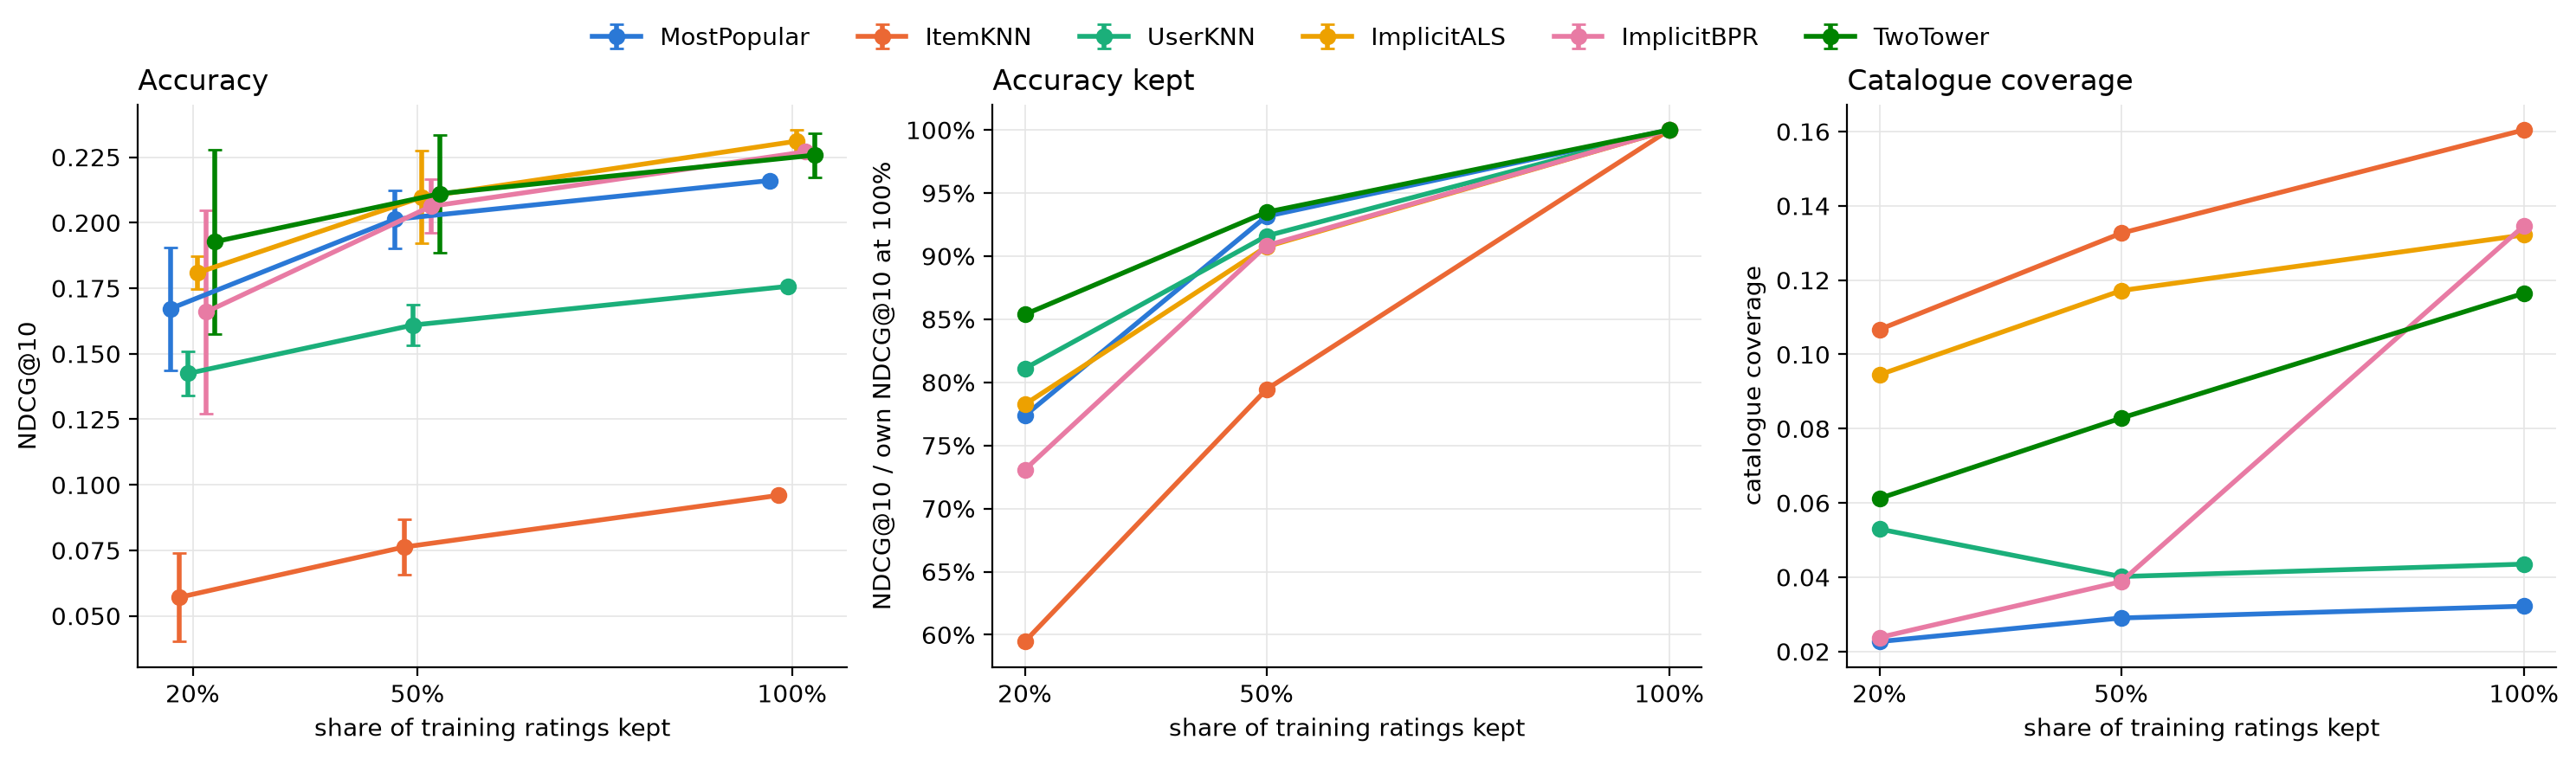 MostPopular ItemKNN UserKNN ImplicitALS ImplicitBPR TwoTower
Accuracy
NDCG@10
0.225
0.200
0.175
0.150
0.125
0.100
0.075
0.050
20% 50% 100%
share of training ratings kept
Accuracy kept
NDCG@10 / own NDCG@10 at 100%
100%
95%
90%
85%
80%
75%
70%
65%
60%
20% 50% 100%
share of training ratings kept
Catalogue coverage
catalogue coverage
0.16
0.14
0.12
0.10
0.08
0.06
0.04
0.02
20% 50% 100%
share of training ratings kept